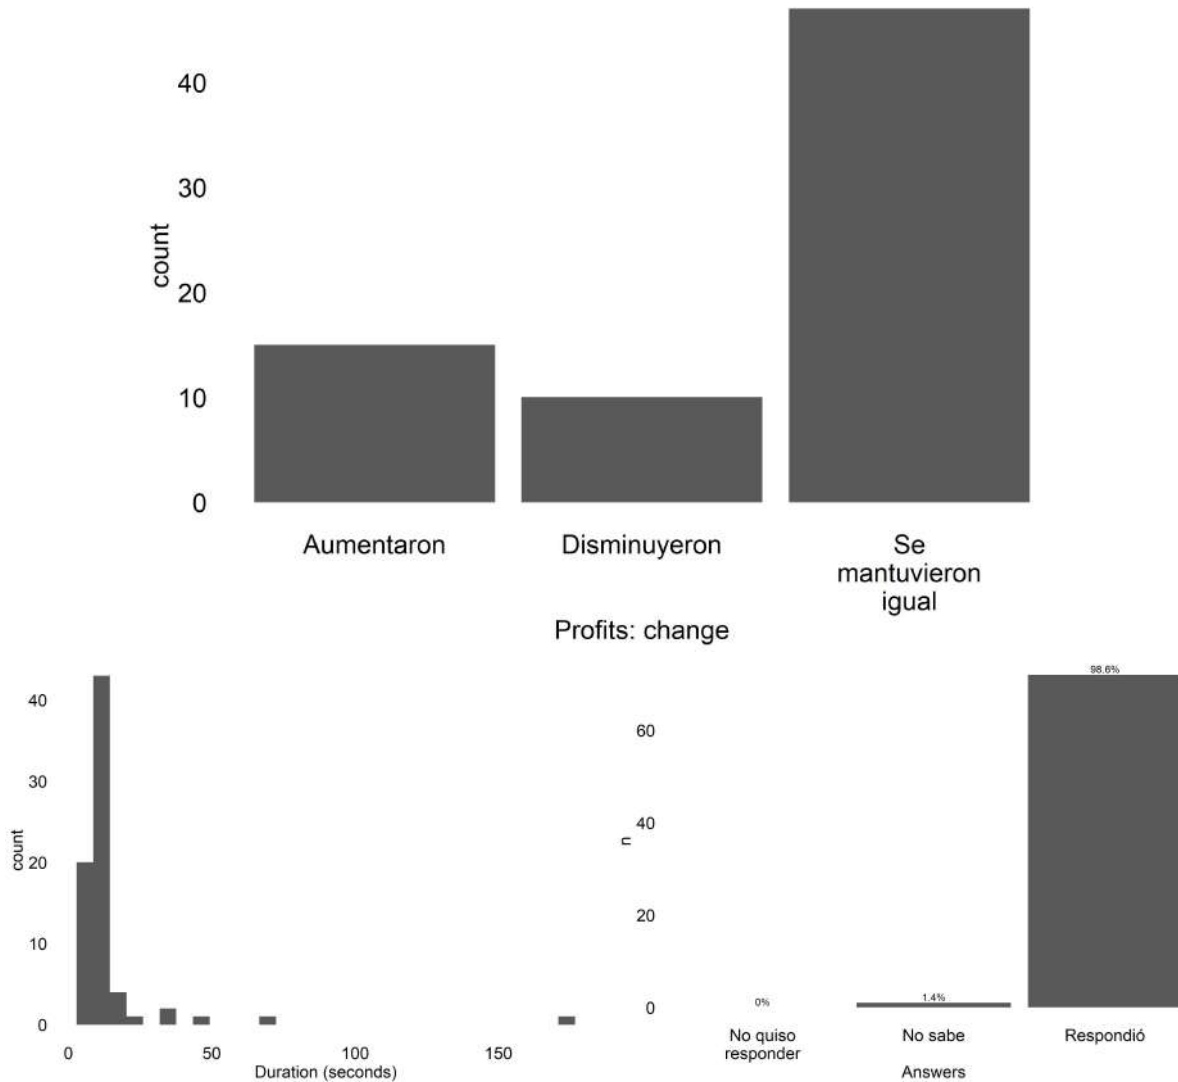 40
30
20
10
0
count
Aumentaron
Disminuyeron
Se
mantuvieron
igual
Profits: change
40
30
20
10
0
count
0
50
100
150
Duration (seconds)
60
40
20
0
n
0%
1.4%
98.6%
No quiso
responder
No sabe
Respondió
Answers